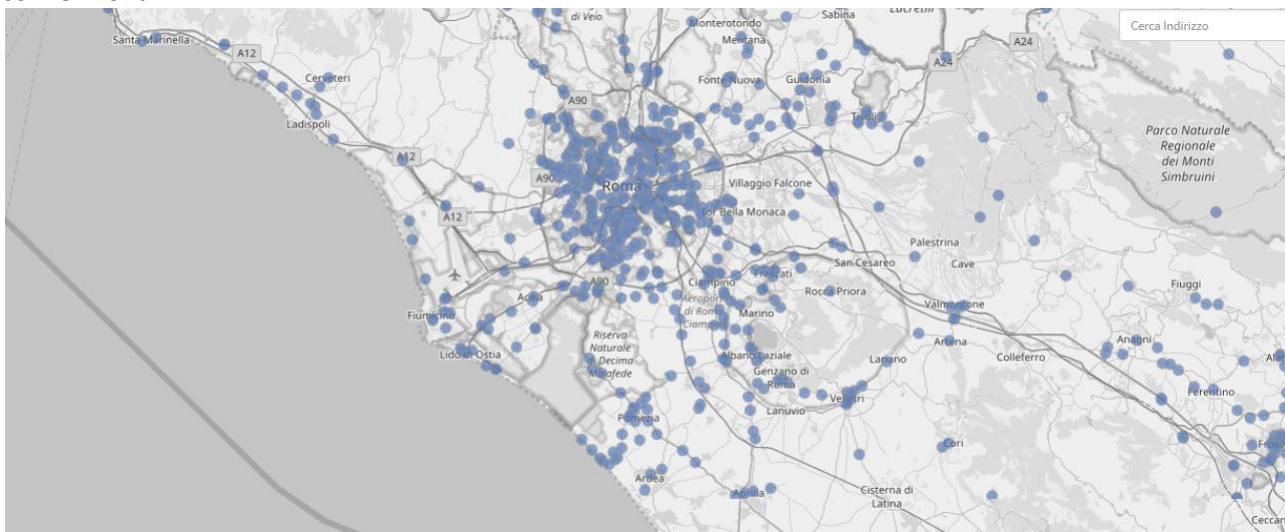 di Veio
Monterotondo
Sabina
Lucretili
Cerca Indirizzo
Santa Marinella
A12
Mentana
A24
A24
Cerveteri
Fonte Nuova
Guidonia
A90
Ladispoli
Tivoli
Parco Naturale
Regionale
dei Monti
Simbruini
A12
A90
Roma
Villaggio Falcone
A12
Tor Bella Monaca
Palestrina
San Cesareo
Cave
Frascati
Ciampino
A90
Fiuggi
Rocca Priora
Acilia
Aeroporto
di Roma
Ciampino
Valmontone
Fiumicino
Marino
Riserva
Naturale
di Decima
Malafede
Artena
Anagni
Lido di Ostia
Albano Laziale
Lariano
Colleferro
Genzano di
Roma
Ferentino
Velletri
Lanuvio
Pomezia
Cori
Ardea
Aprilia
Cisterna di
Latina